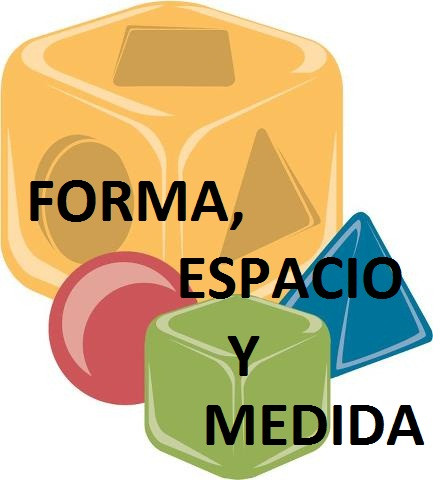 FORMA,
ESPACIO
Y
MEDIDA